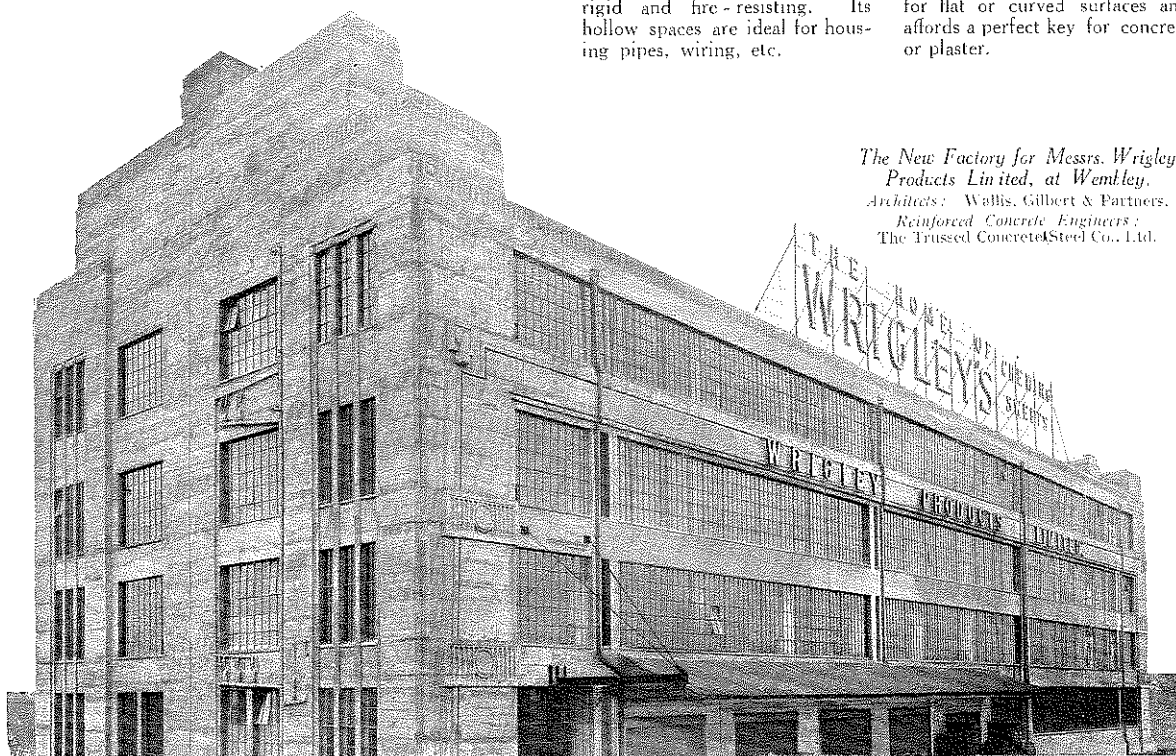 rigid and fire-resisting. Its
hollow spaces are ideal for hous-
ing pipes, wiring, etc.
for flat or curved surfaces an
affords a perfect key for concre
or plaster.
The New Factory for Messrs. Wrigley
Products Limited, at Wembley.
Architects: Wallis, Gilbert & Partners.
Reinforced Concrete Engineers:
The Trussed Concrete Steel Co., Ltd.
THE HOME OF
WRIGLEY'S
CHEWING
SWEETS
WRIGLEY PRODUCTS LIMITED